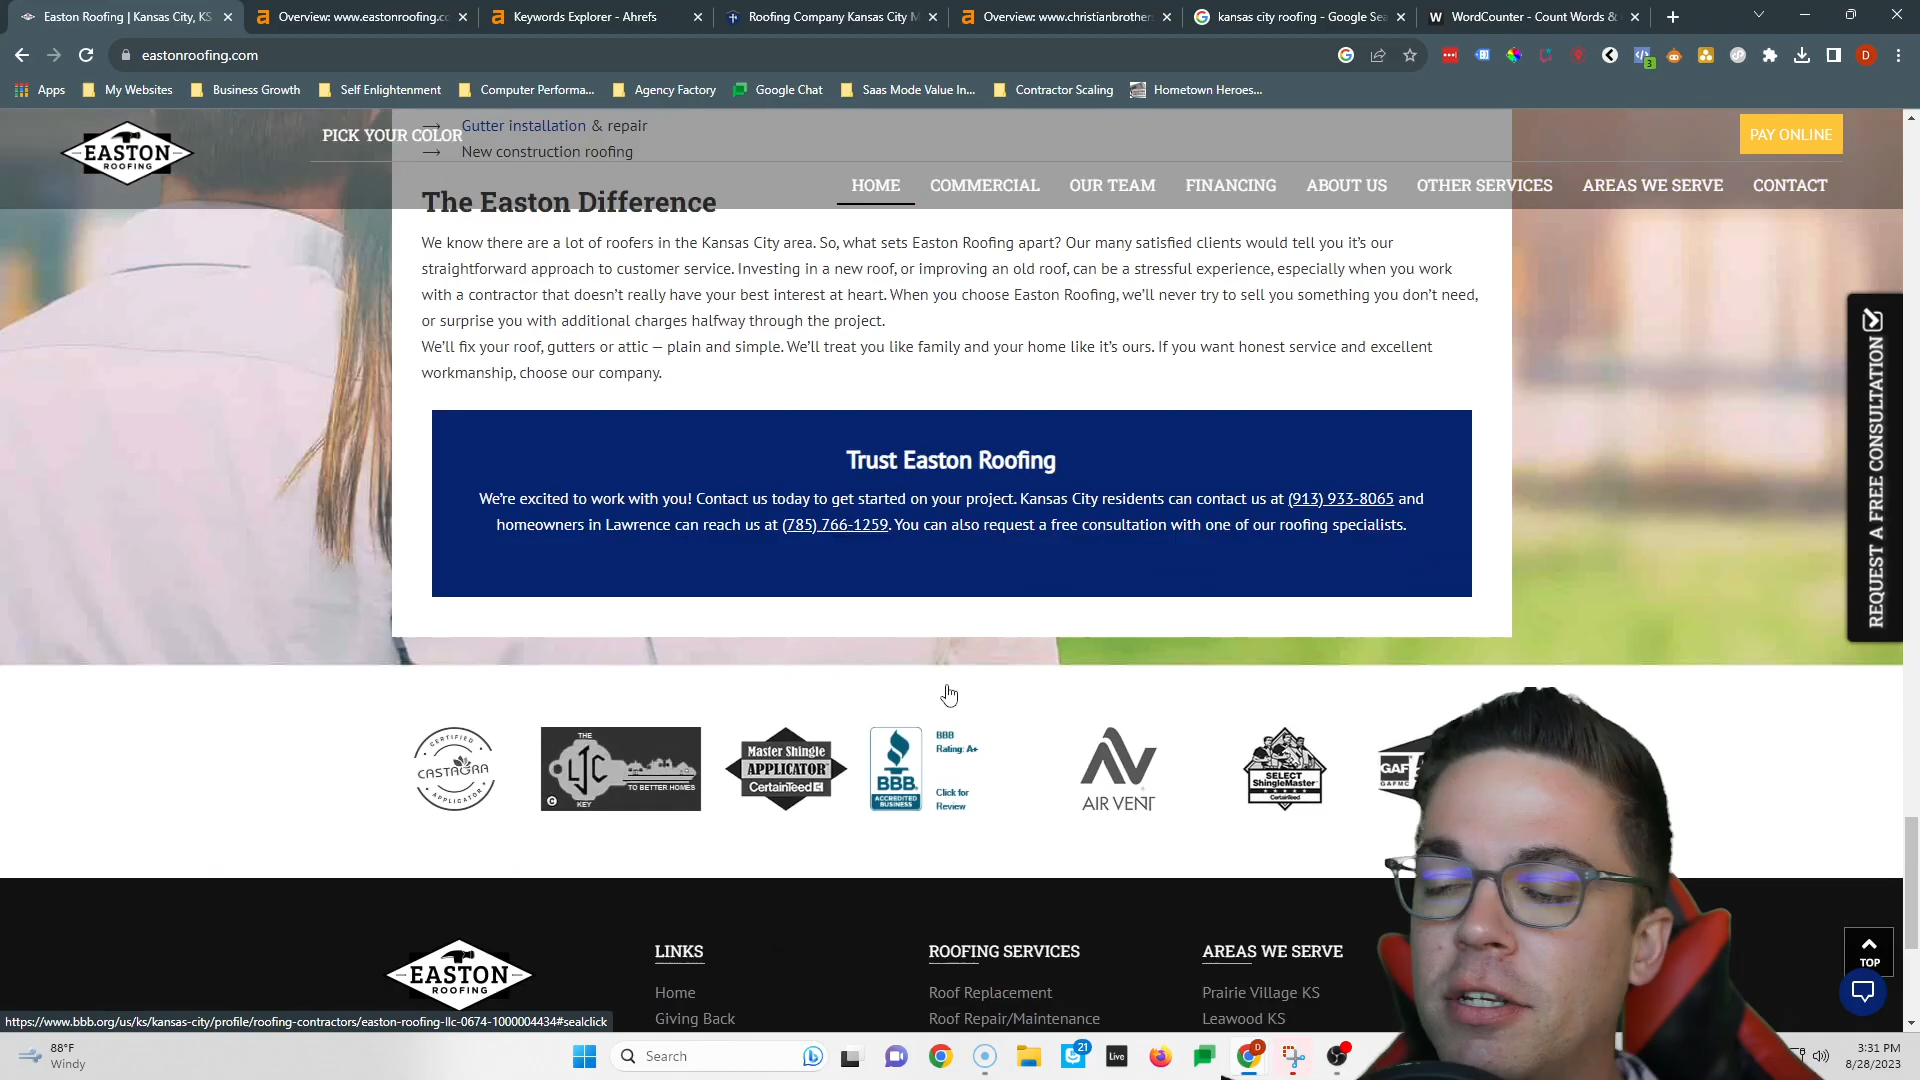 Easton Roofing | Kansas City, KS
Overview: www.eastonroofing.co
Keywords Explorer - Ahrefs
Roofing Company Kansas City M
Overview: www.christianbrother
kansas city roofing - Google Sea
WordCounter - Count Words &
eastonroofing.com
Apps
My Websites
Business Growth
Self Enlightenment
Computer Performa...
Agency Factory
Google Chat
Saas Mode Value In...
Contractor Scaling
Hometown Heroes...
EASTON
ROOFING
PICK YOUR COLOR
PAY ONLINE
Gutter installation & repair
New construction roofing
HOME
COMMERCIAL
OUR TEAM
FINANCING
ABOUT US
OTHER SERVICES
AREAS WE SERVE
CONTACT
The Easton Difference
We know there are a lot of roofers in the Kansas City area. So, what sets Easton Roofing apart? Our many satisfied clients would tell you it's our
straightforward approach to customer service. Investing in a new roof, or improving an old roof, can be a stressful experience, especially when you work
with a contractor that doesn't really have your best interest at heart. When you choose Easton Roofing, we'll never try to sell you something you don't need,
or surprise you with additional charges halfway through the project.
We'll fix your roof, gutters or attic — plain and simple. We'll treat you like family and your home like it's ours. If you want honest service and excellent
workmanship, choose our company.
REQUEST A FREE CONSULTATION
Trust Easton Roofing
We're excited to work with you! Contact us today to get started on your project. Kansas City residents can contact us at (913) 933-8065 and
homeowners in Lawrence can reach us at (785) 766-1259. You can also request a free consultation with one of our roofing specialists.
CERTIFIED
CASTAGRA
APPLICATOR
THE
LJC
KEY
TO BETTER HOMES
Master Shingle
APPLICATOR
CertainTeed
BBB
ACCREDITED
BUSINESS
BBB
Rating: A+
Click for
Review
AIR VENT
SELECT
ShingleMaster
CertainTeed
GAF
GAFMC
EASTON
ROOFING
LINKS
Home
Giving Back
ROOFING SERVICES
Roof Replacement
Roof Repair/Maintenance
AREAS WE SERVE
Prairie Village KS
Leawood KS
TOP
https://www.bbb.org/us/ks/kansas-city/profile/roofing-contractors/easton-roofing-llc-0674-1000004434#sealclick
88°F
Windy
Search
21
Live
D
3:31 PM
8/28/2023